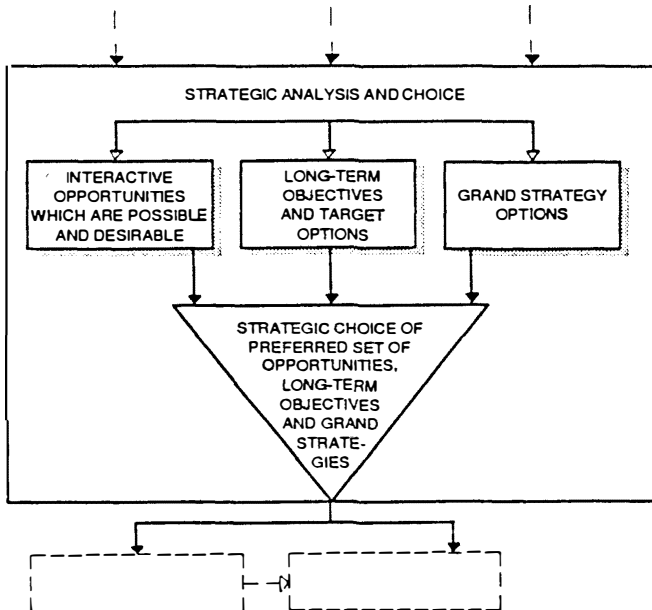 STRATEGIC ANALYSIS AND CHOICE
INTERACTIVE
OPPORTUNITIES
WHICH ARE POSSIBLE
AND DESIRABLE
LONG-TERM
OBJECTIVES
AND TARGET
OPTIONS
GRAND STRATEGY
OPTIONS
STRATEGIC CHOICE OF
PREFERRED SET OF
OPPORTUNITIES,
LONG-TERM
OBJECTIVES
AND GRAND
STRATE-
GIES